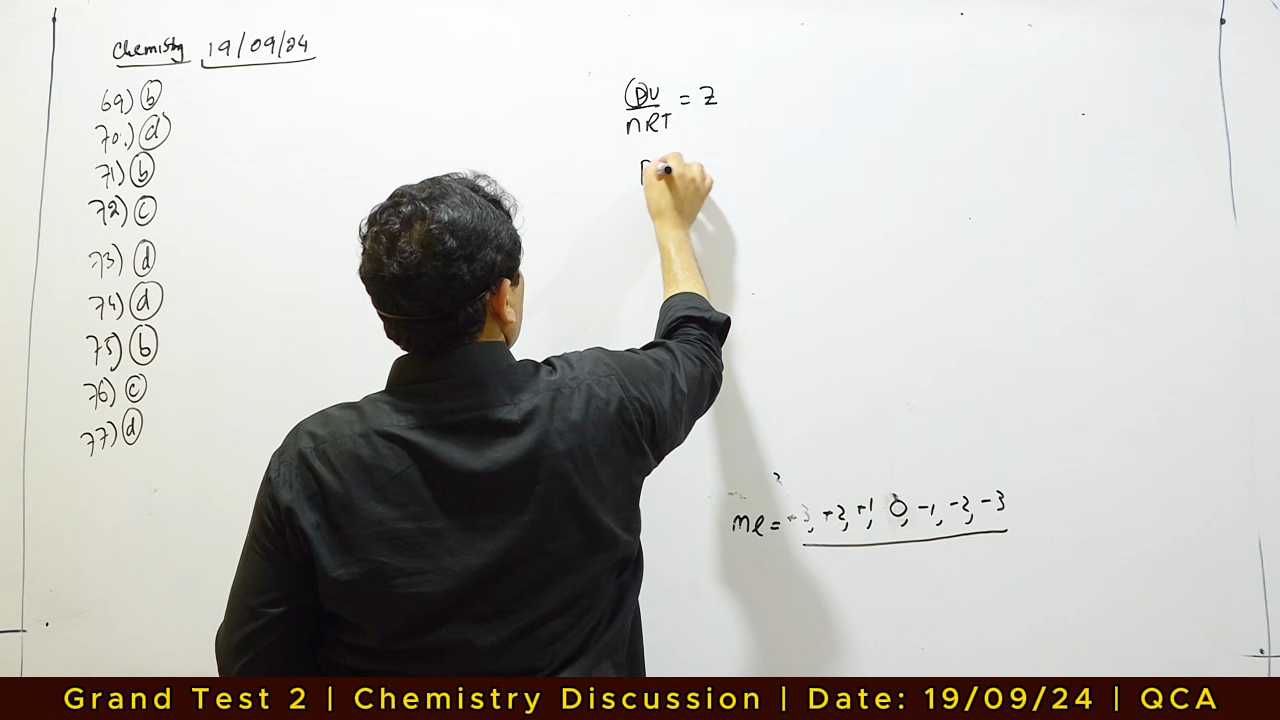 Chemistry 19/09/24
69) b
70.) d
71) b
72) c
73) d
74) d
75) b
76) c
77) d
PV
nRT
= Z
ml = +3, +2, +1, 0, -1, -2, -3
Grand Test 2 | Chemistry Discussion | Date: 19/09/24 | QCA